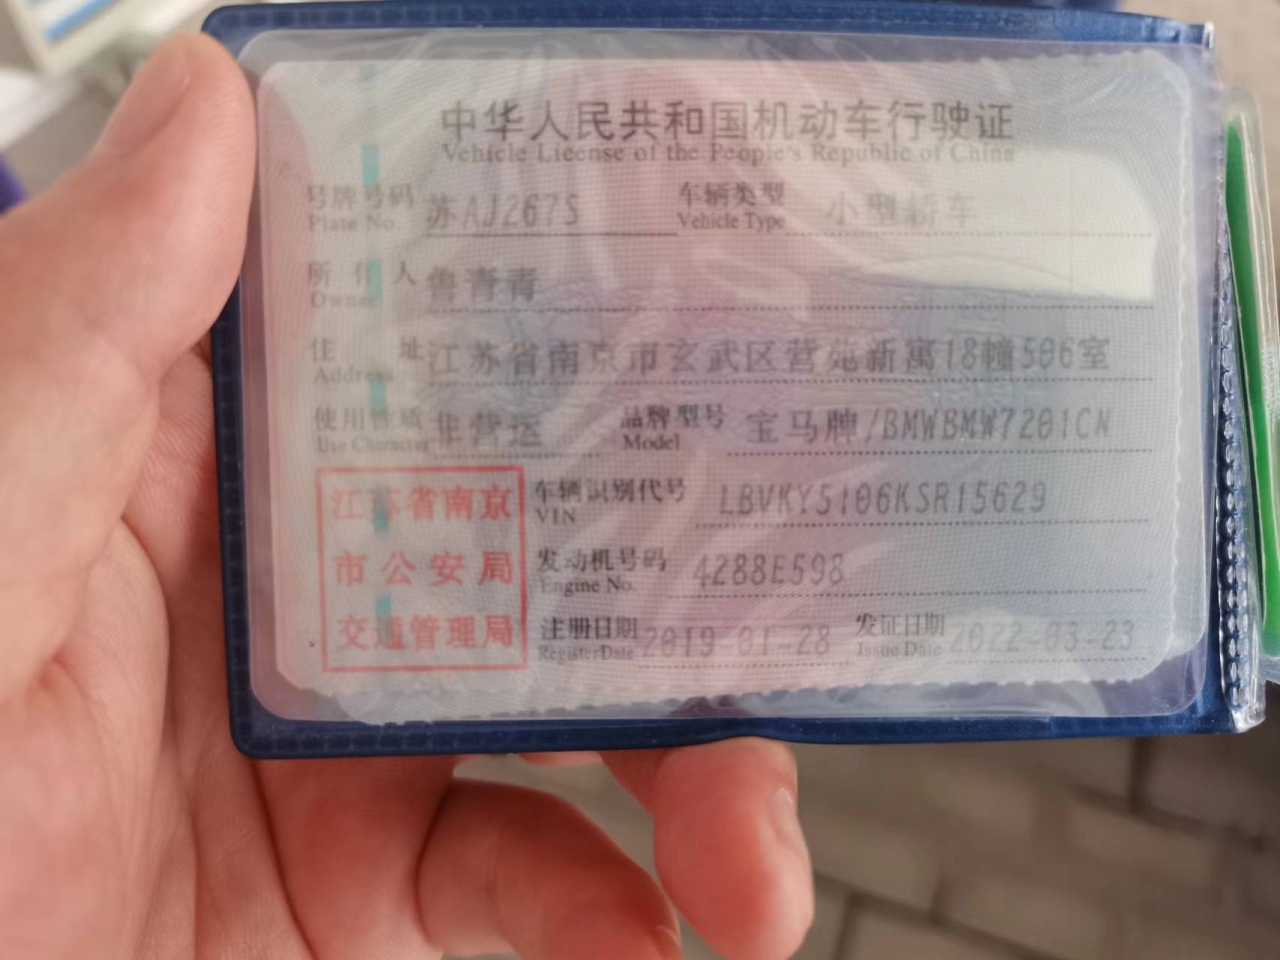 中华人民共和国机动车行驶证
Vehicle License of the People's Republic of China
号牌号码 苏AJ267S 车辆类型 小型轿车
Plate No. Vehicle Type
所有人 鲁青青
Owner
住址 江苏省南京市玄武区营苑新寓18幢506室
Address
使用性质 非营运 品牌型号 宝马牌/BMWBMW7201CN
Use Character Model
江苏省南京
市公安局
交通管理局
车辆识别代号 LBVKY5106KSR15629
VIN
发动机号码 4288E598
Engine No.
注册日期 2019-01-28 发证日期 2022-03-23
Register Date Issue Date